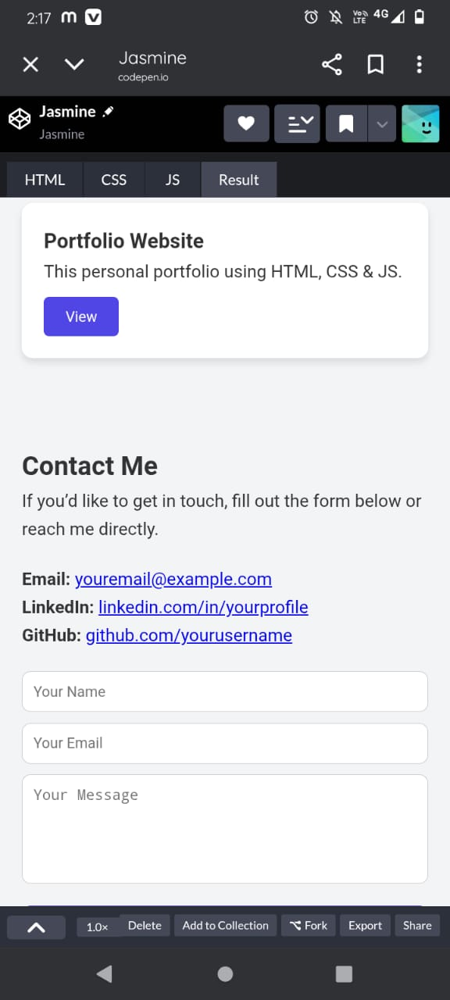 2:17
Vo))
LTE
4G
Jasmine
codepen.io
Jasmine
Jasmine
HTML
CSS
JS
Result
Portfolio Website
This personal portfolio using HTML, CSS & JS.
View
Contact Me
If you’d like to get in touch, fill out the form below or
reach me directly.
Email: youremail@example.com
LinkedIn: linkedin.com/in/yourprofile
GitHub: github.com/yourusername
Your Name
Your Email
Your Message
1.0×
Delete
Add to Collection
Fork
Export
Share